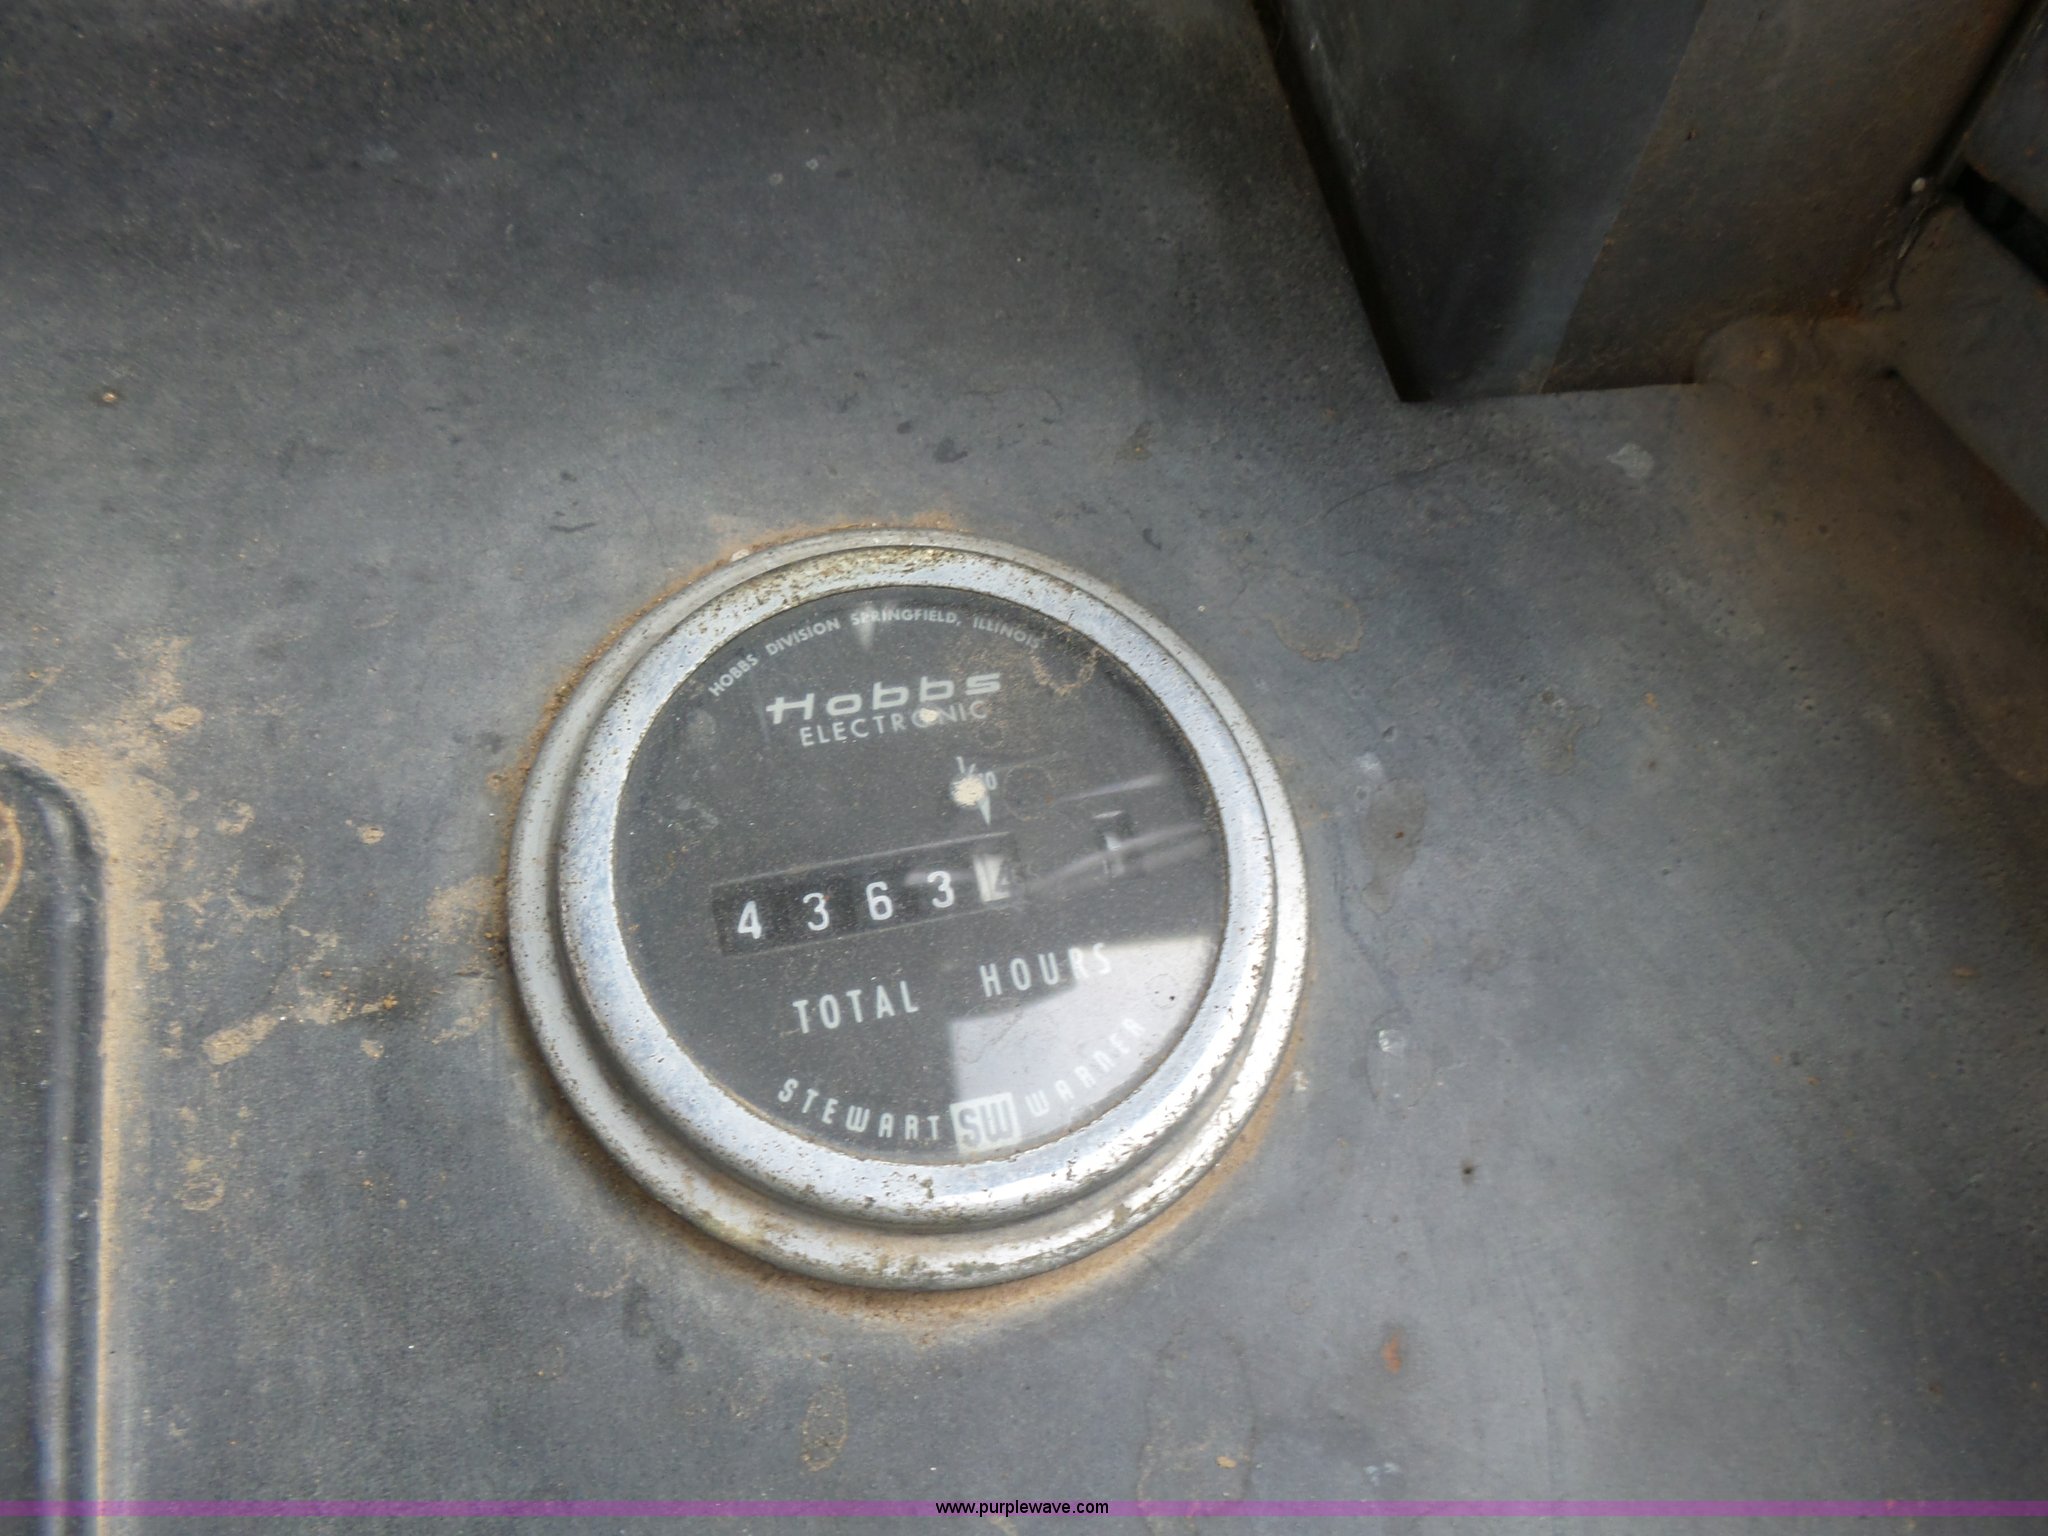 HOBBS DIVISION SPRINGFIELD, ILLINOIS
Hobbs
ELECTRONIC
1/10
4 3 6 3
TOTAL HOURS
STEWART SW WARNER
www.purplewave.com